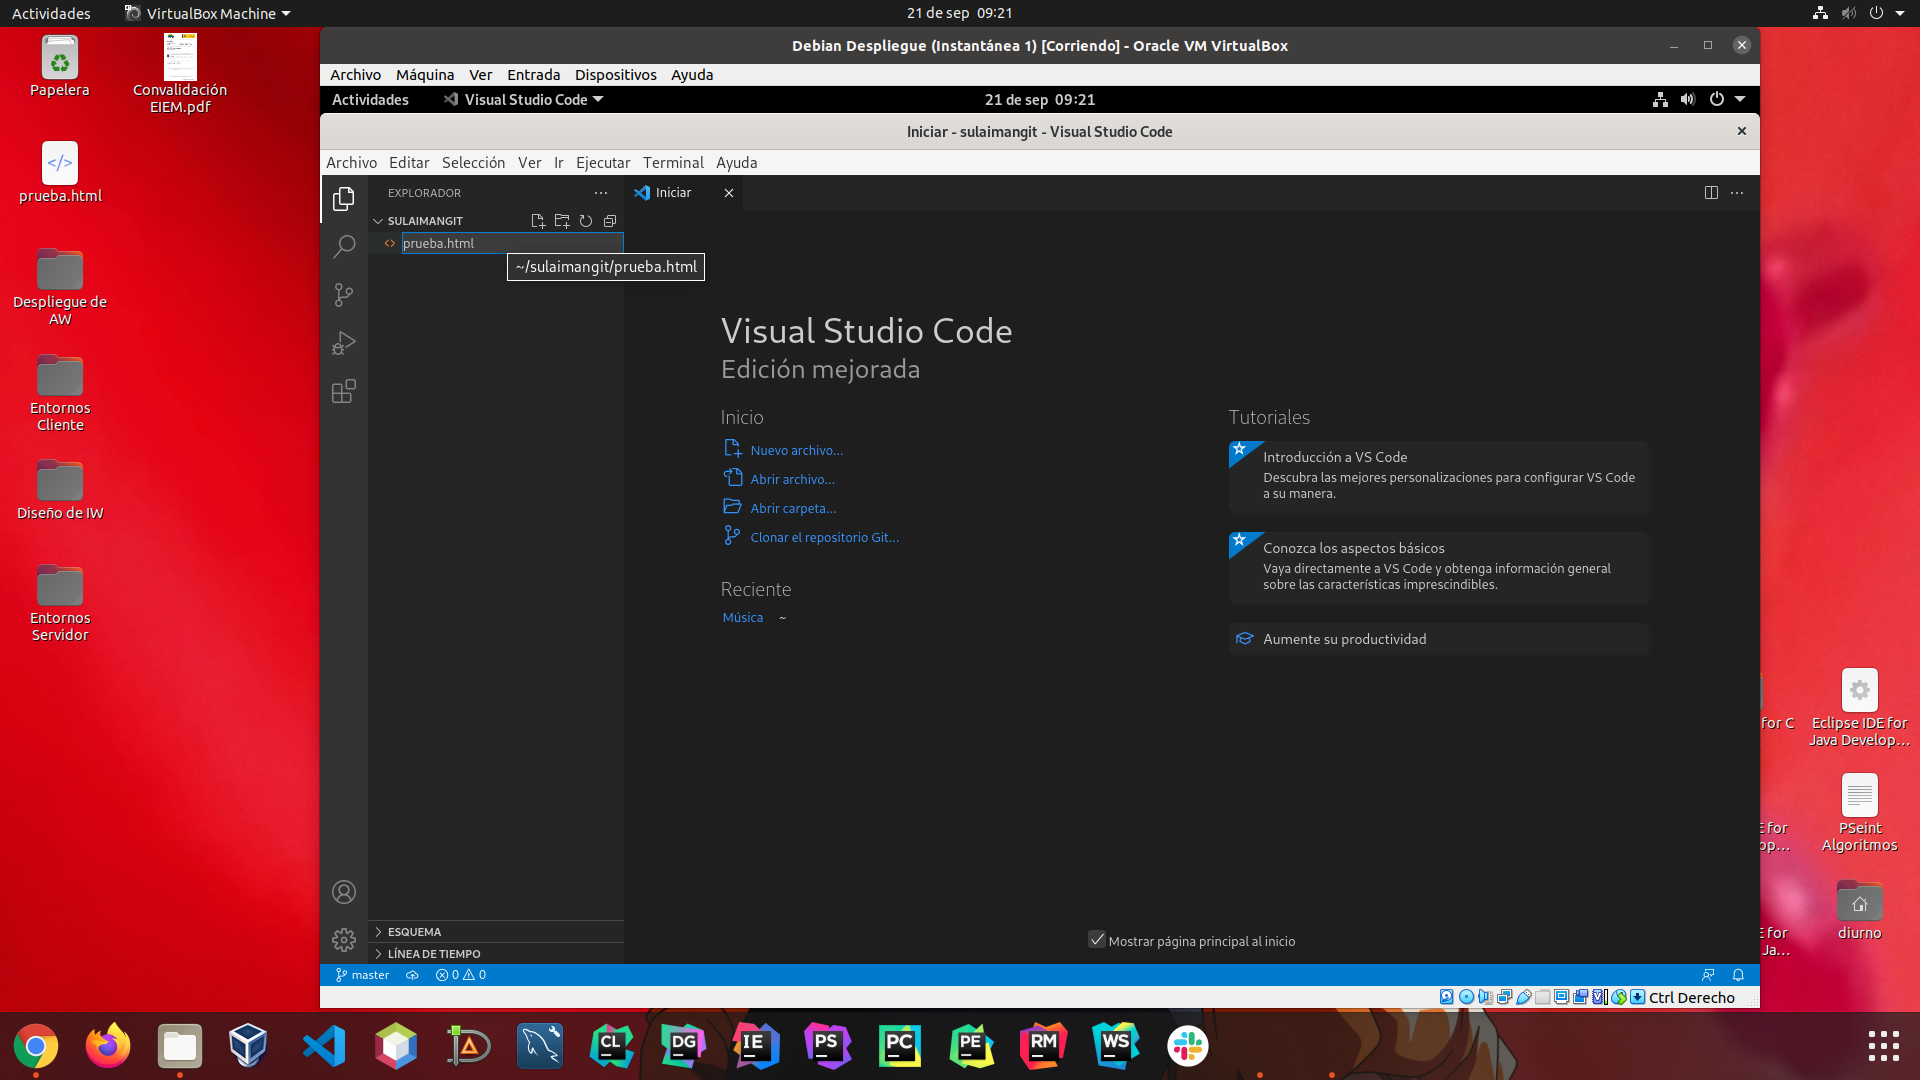 Actividades
VirtualBox Machine
21 de sep 09:21
Papelera
Convalidación
EIEM.pdf
prueba.html
Despliegue de
AW
Entornos
Cliente
Diseño de IW
Entornos
Servidor
Debian Despliegue (Instantánea 1) [Corriendo] - Oracle VM VirtualBox
Archivo Máquina Ver Entrada Dispositivos Ayuda
Actividades
Visual Studio Code
21 de sep 09:21
Iniciar - sulaimangit - Visual Studio Code
Archivo Editar Selección Ver Ir Ejecutar Terminal Ayuda
EXPLORADOR
Iniciar
SULAIMANGIT
prueba.html
~/sulaimangit/prueba.html
Visual Studio Code
Edición mejorada
Inicio
Nuevo archivo...
Abrir archivo...
Abrir carpeta...
Clonar el repositorio Git...
Reciente
Música ~
Tutoriales
Introducción a VS Code
Descubra las mejores personalizaciones para configurar VS Code
a su manera.
Conozca los aspectos básicos
Vaya directamente a VS Code y obtenga información general
sobre las características imprescindibles.
Aumente su productividad
Mostrar página principal al inicio
ESQUEMA
LÍNEA DE TIEMPO
master
0
0
Ctrl Derecho
for C
Eclipse IDE for
Java Develop...
E for
op...
PSeint
Algoritmos
E for
Ja...
diurno
CL
DG
IE
PS
PC
PE
RM
WS